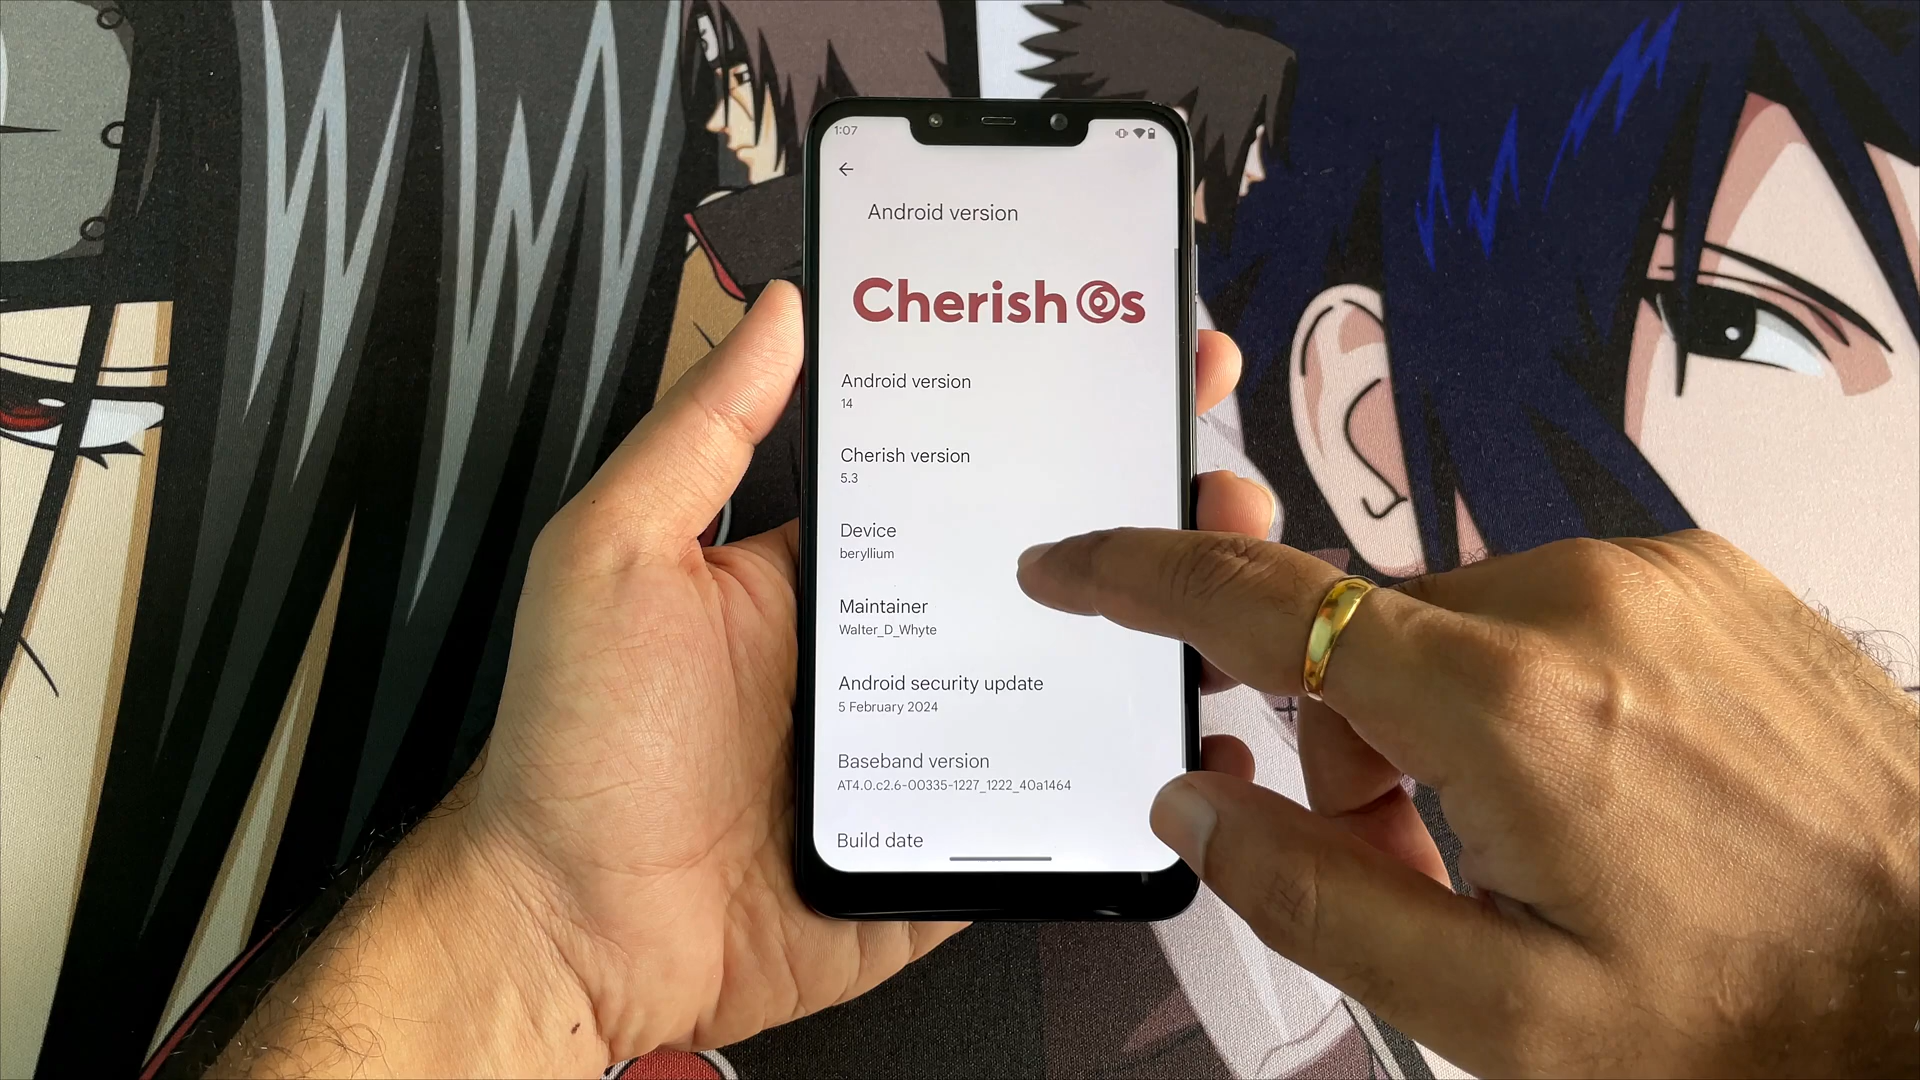 1:07
Android version
Cherish Os
Android version
14
Cherish version
5.3
Device
beryllium
Maintainer
Walter_D_Whyte
Android security update
5 February 2024
Baseband version
AT4.0.c2.6-00335-1227_1222_40a1464
Build date